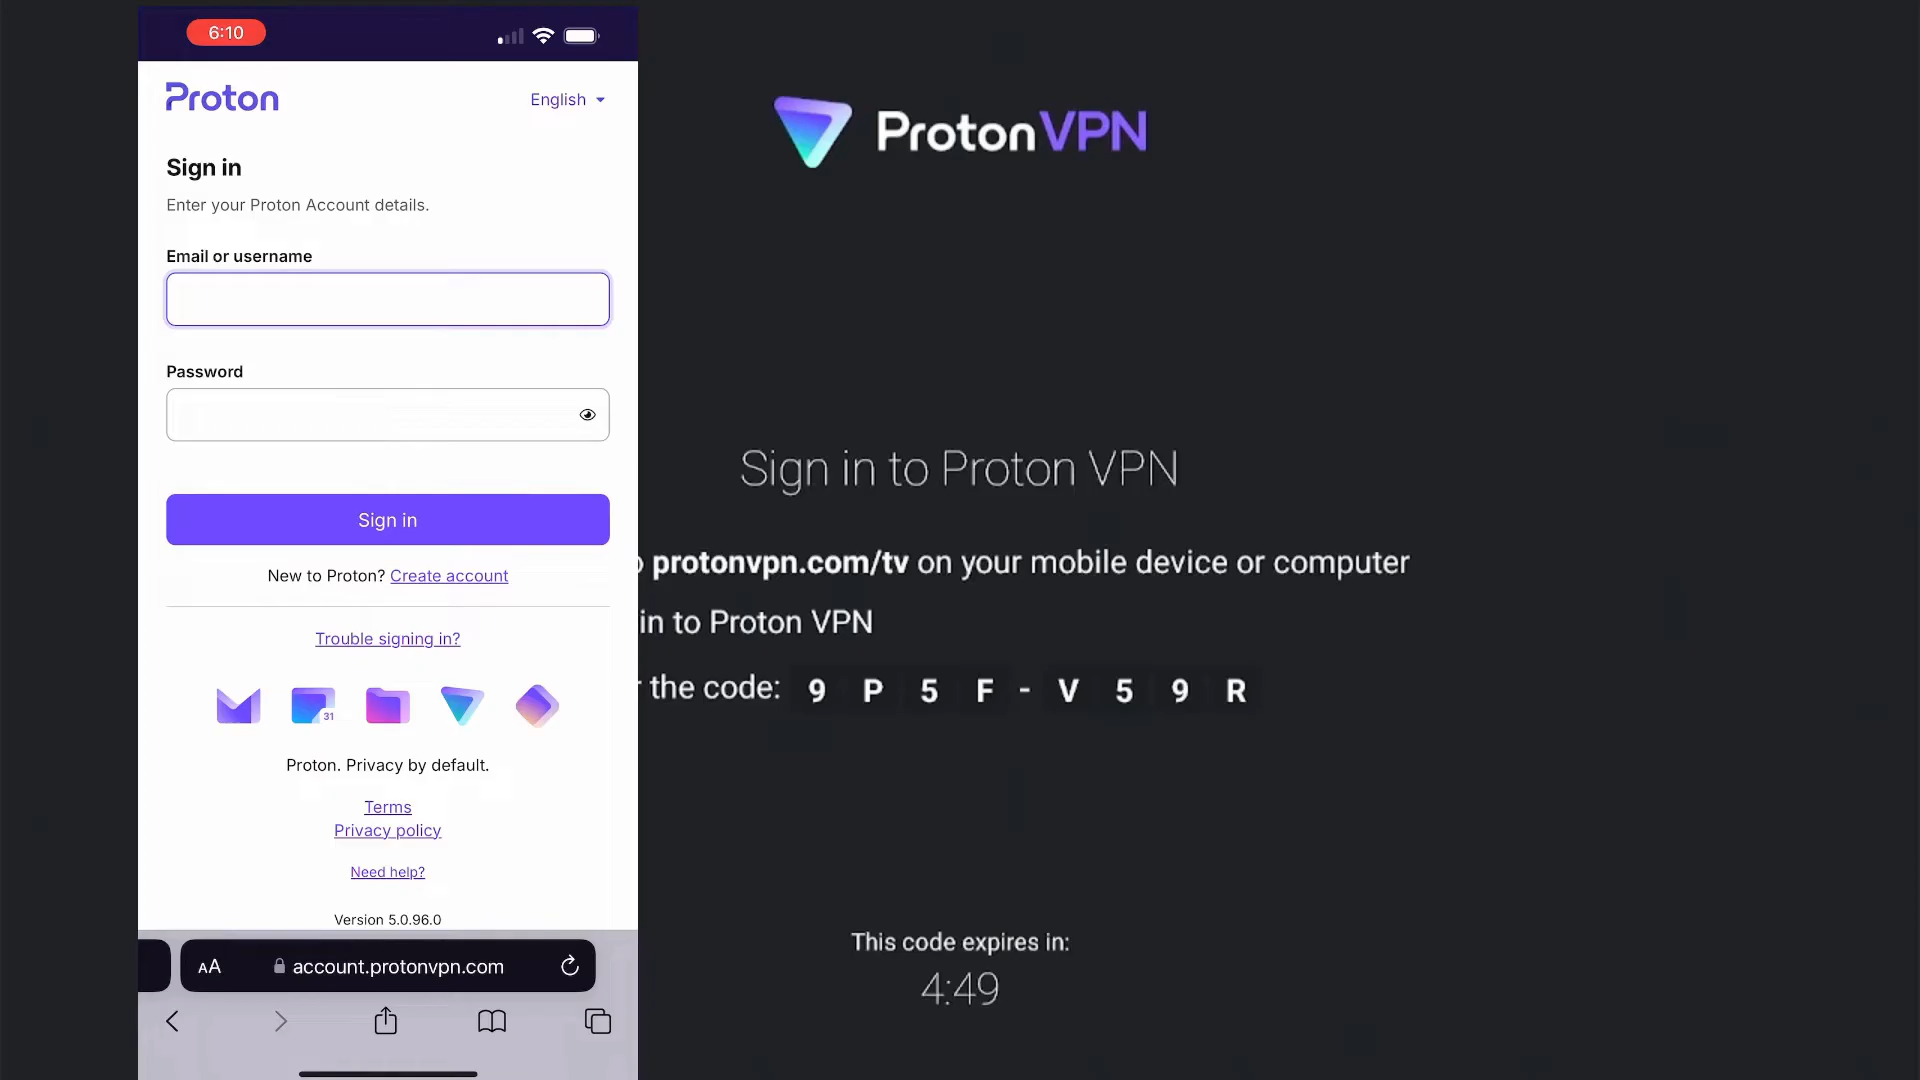 6:10
Proton
English
Sign in
Enter your Proton Account details.
Email or username
Password
Sign in
New to Proton? Create account
Trouble signing in?
31
Proton. Privacy by default.
Terms
Privacy policy
Need help?
Version 5.0.96.0
AA
account.protonvpn.com
Proton VPN
Sign in to Proton VPN
protonvpn.com/tv on your mobile device or computer
in to Proton VPN
the code: 9 P 5 F - V 5 9 R
This code expires in:
4:49